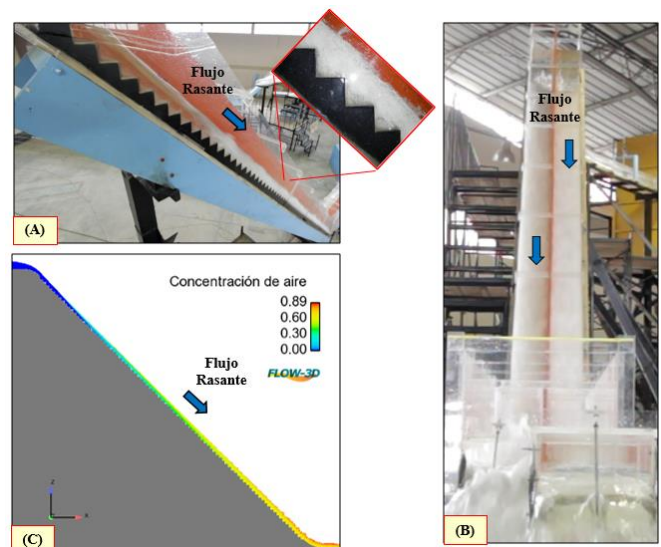 Flujo
Rasante
(A)
Flujo
Rasante
(B)
Concentración de aire
0.89
0.60
0.30
0.00
FLOW-3D
Flujo
Rasante
z
x
(C)